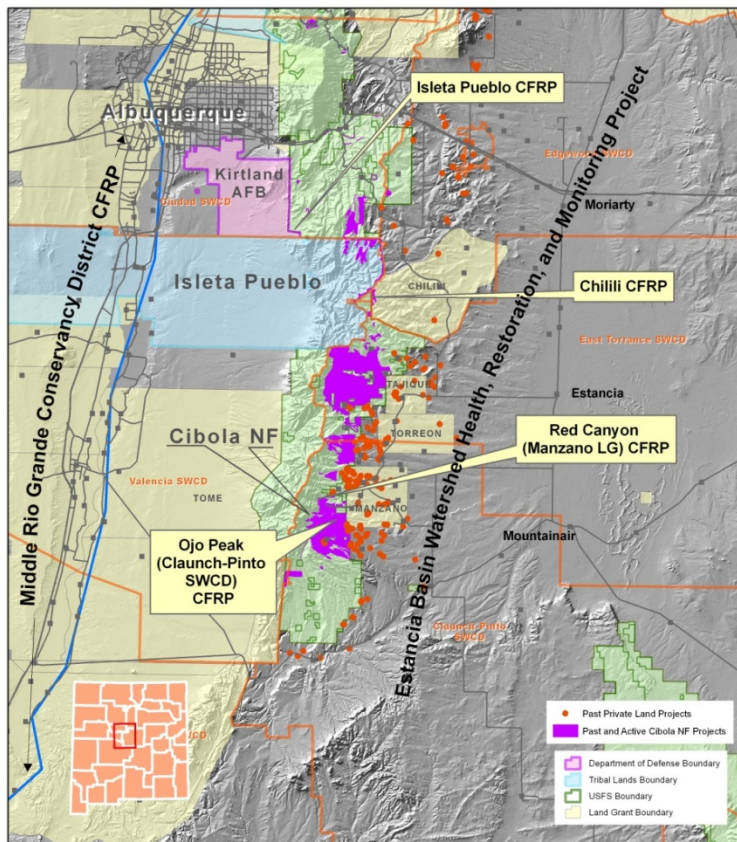 Isleta Pueblo CFRP
Albuquerque
Kirtland
AFB
Ciudad SWCD
Edgewood SWCD
Moriarty
Isleta Pueblo
CHILILI
Chilili CFRP
East Torrance SWCD
TAJIQUE
Estancia
Red Canyon
(Manzano LG) CFRP
TORREON
Cibola NF
Valencia SWCD
TOME
MANZANO
Mountainair
Ojo Peak
(Claunch-Pinto
SWCD)
CFRP
Claunch-Pinto
SWCD
Middle Rio Grande Conservancy District CFRP
Estancia Basin Watershed Health, Restoration, and Monitoring Project
Past Private Land Projects
Past and Active Cibola NF Projects
Department of Defense Boundary
Tribal Lands Boundary
USFS Boundary
Land Grant Boundary